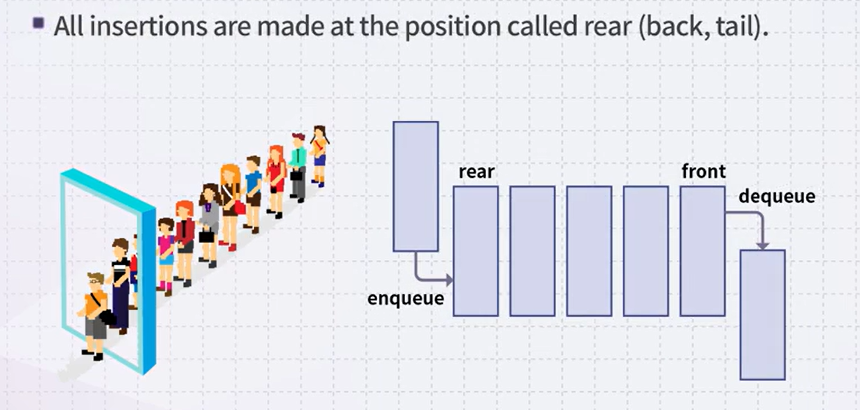 All insertions are made at the position called rear (back, tail).
rear
front
dequeue
enqueue